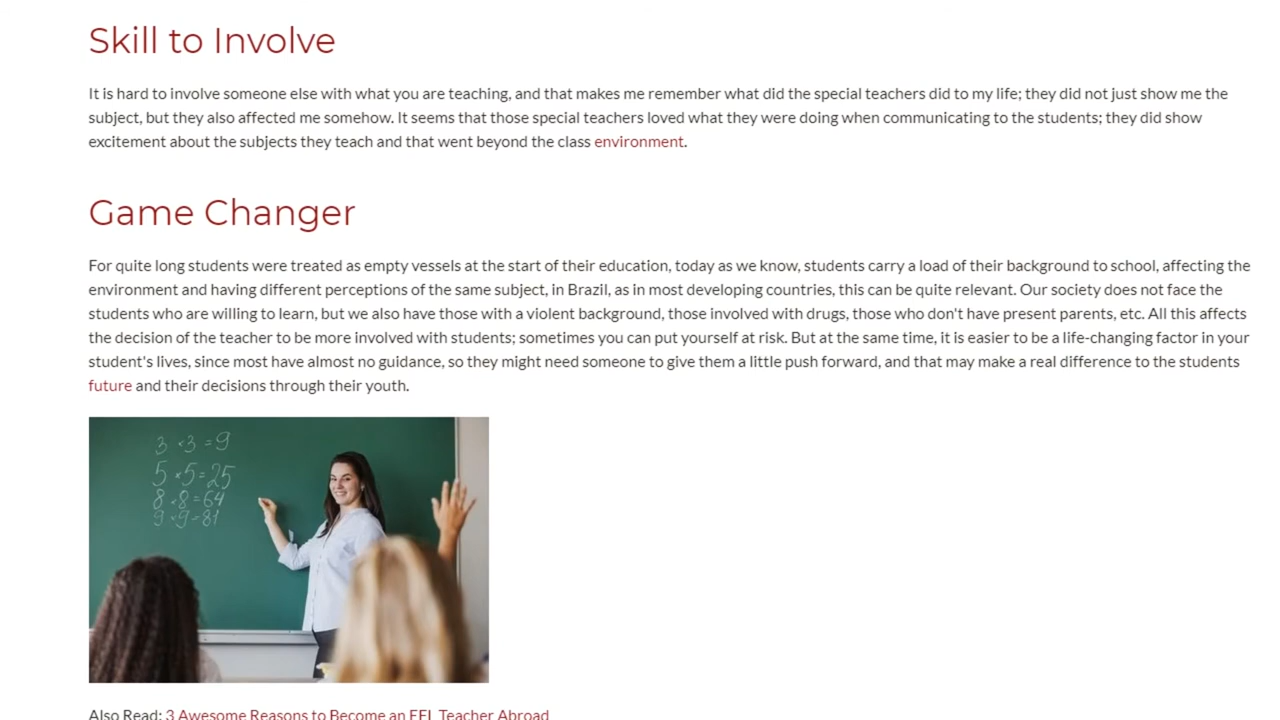 Skill to Involve
It is hard to involve someone else with what you are teaching, and that makes me remember what did the special teachers did to my life; they did not just show me the
subject, but they also affected me somehow. It seems that those special teachers loved what they were doing when communicating to the students; they did show
excitement about the subjects they teach and that went beyond the class environment.
Game Changer
For quite long students were treated as empty vessels at the start of their education, today as we know, students carry a load of their background to school, affecting the
environment and having different perceptions of the same subject, in Brazil, as in most developing countries, this can be quite relevant. Our society does not face the
students who are willing to learn, but we also have those with a violent background, those involved with drugs, those who don't have present parents, etc. All this affects
the decision of the teacher to be more involved with students; sometimes you can put yourself at risk. But at the same time, it is easier to be a life-changing factor in your
student's lives, since most have almost no guidance, so they might need someone to give them a little push forward, and that may make a real difference to the students
future and their decisions through their youth.
3 ×3 =9
5 ×5=25
8 ×8=64
9 ×9=81
Also Read: 3 Awesome Reasons to Become an EFL Teacher Abroad